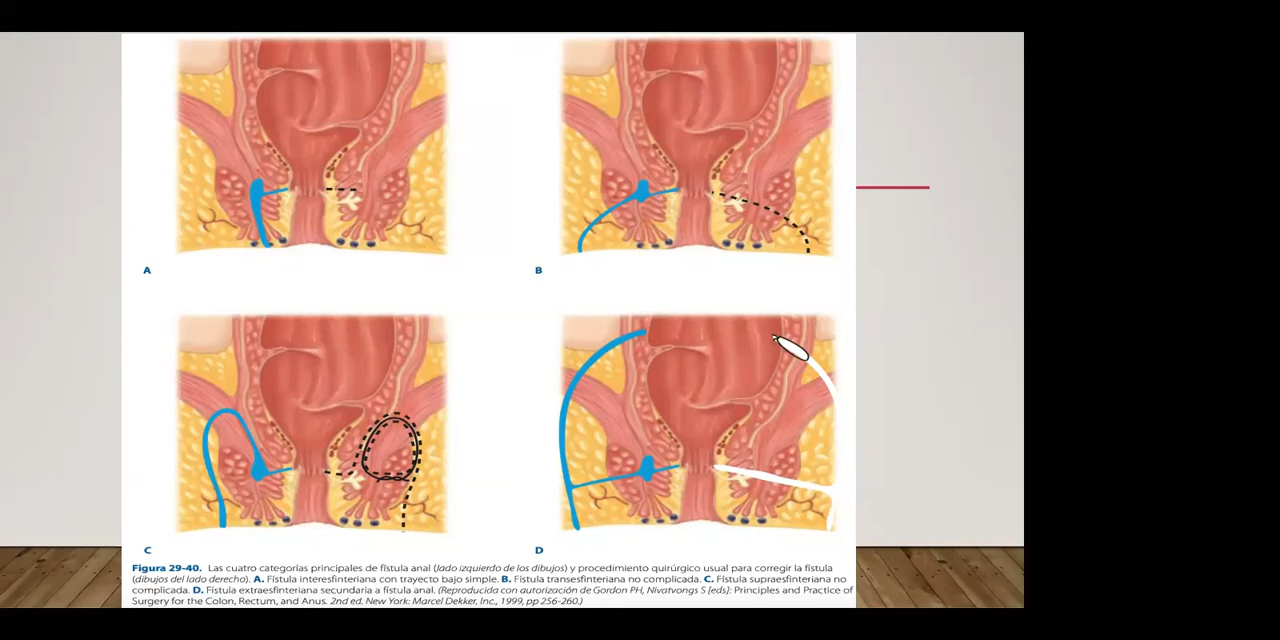 A
B
C
D
Figura 29-40. Las cuatro categorías principales de fístula anal (lado izquierdo de los dibujos) y procedimiento quirúrgico usual para corregir la fístula
(dibujos del lado derecho). A. Fístula interesfinteriana con trayecto bajo simple. B. Fístula transesfinteriana no complicada. C. Fístula supraesfinteriana no
complicada. D. Fístula extraesfinteriana secundaria a fístula anal. (Reproducida con autorización de Gordon PH, Nivatvongs S [eds]: Principles and Practice of
Surgery for the Colon, Rectum, and Anus. 2nd ed. New York: Marcel Dekker, Inc., 1999, pp 256-260.)